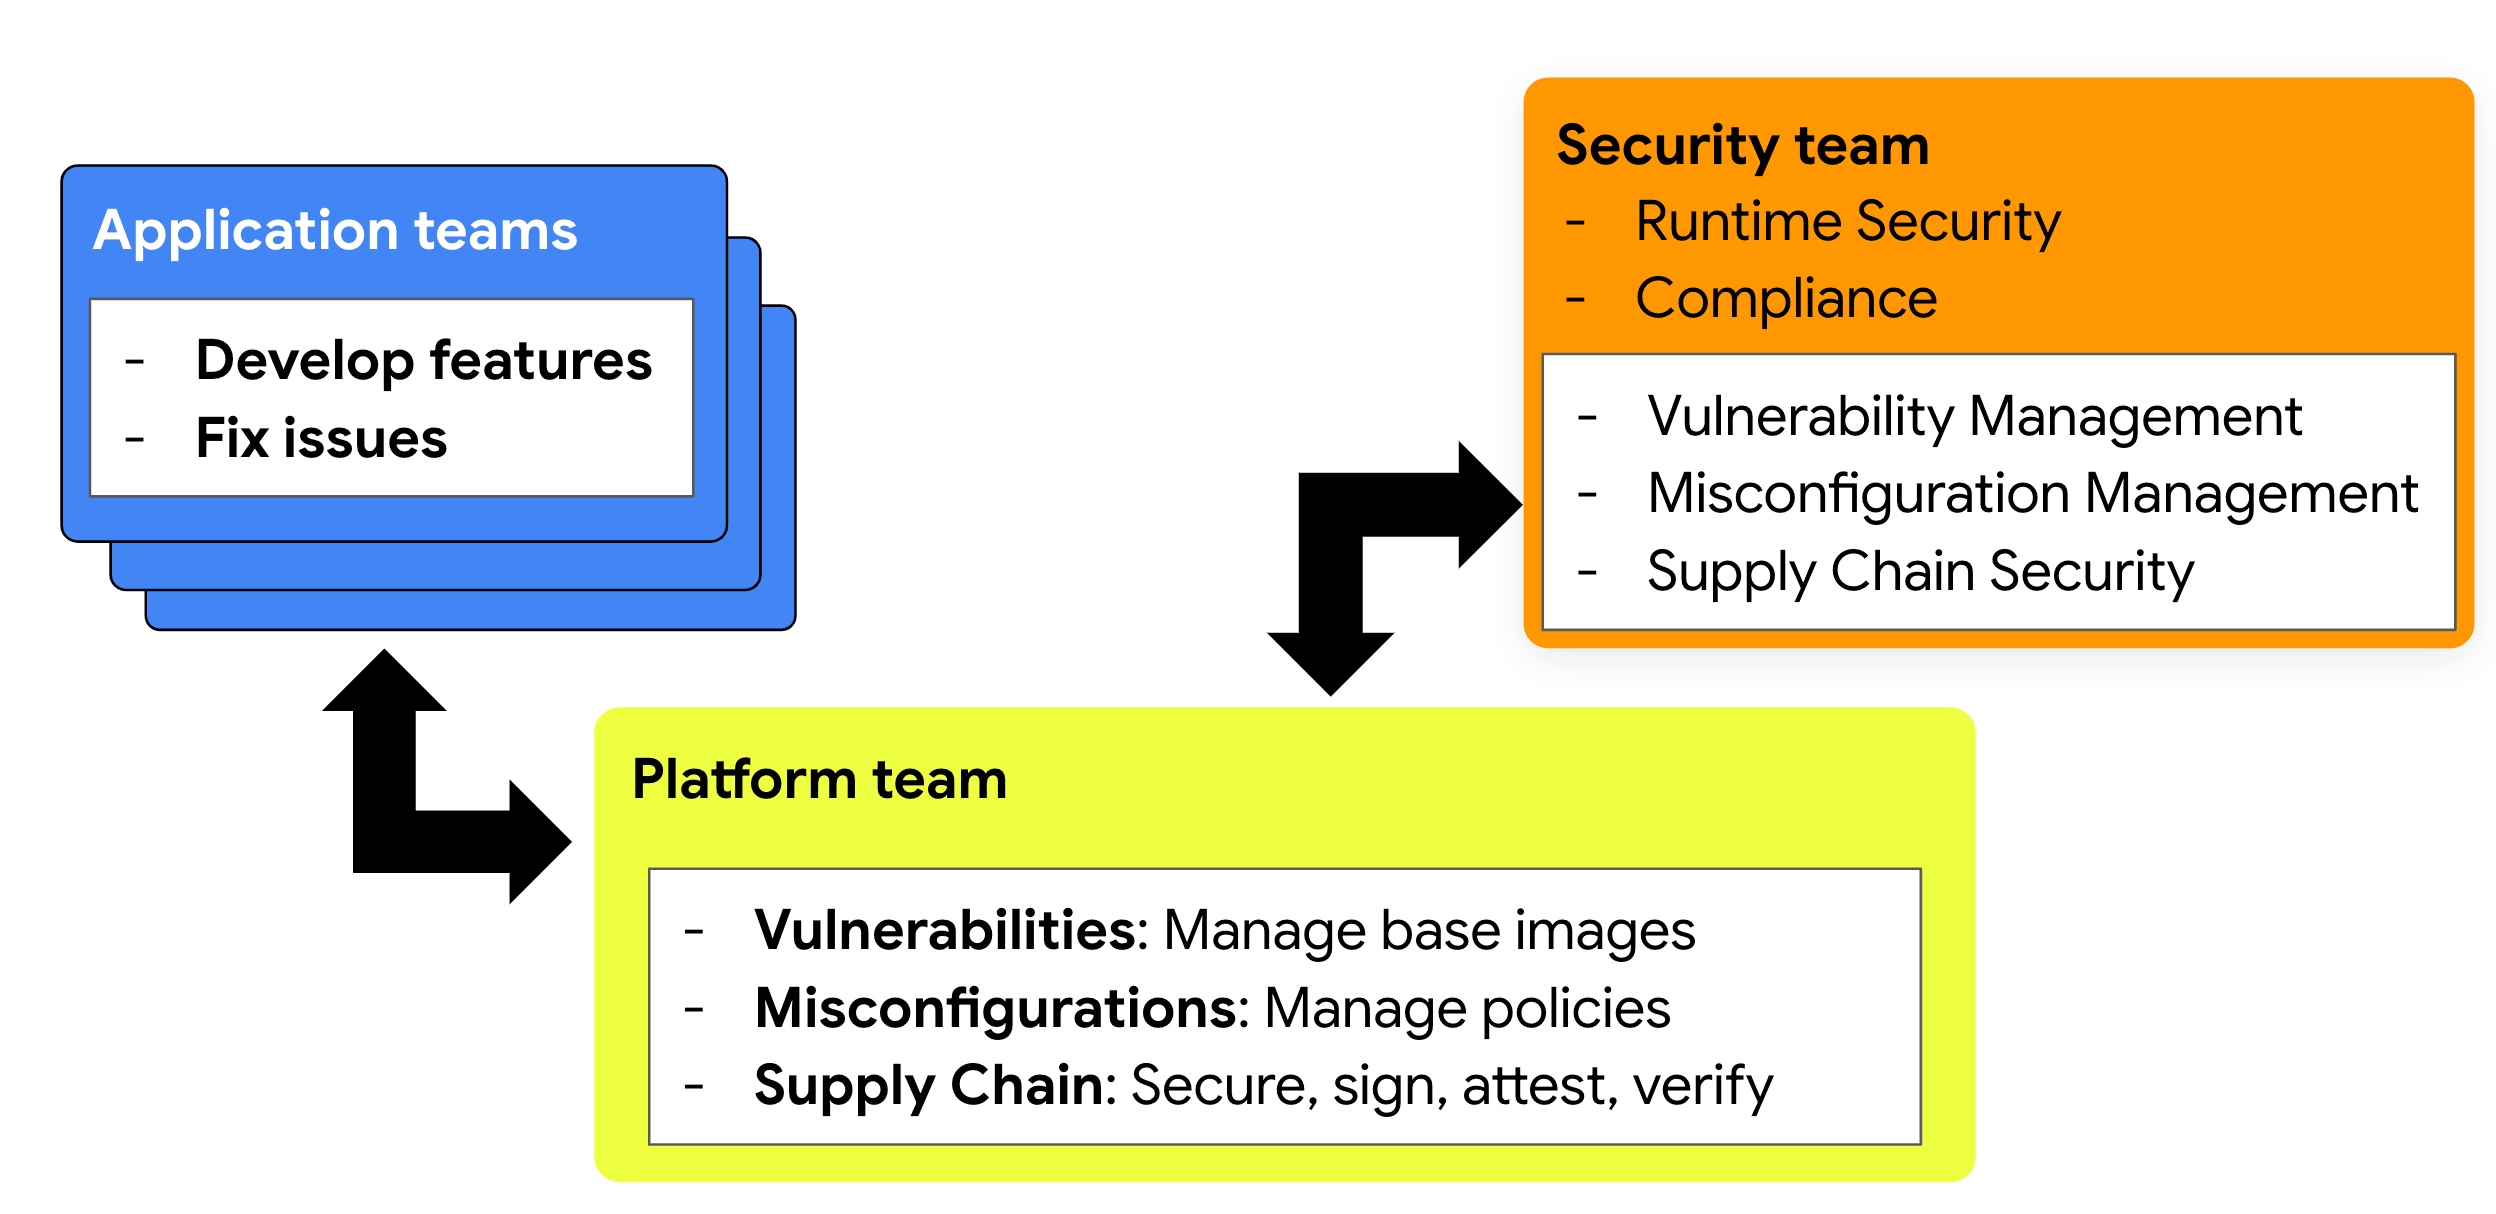 Application teams
- Develop features
- Fix issues
Security team
- Runtime Security
- Compliance
- Vulnerability Management
- Misconfiguration Management
- Supply Chain Security
Platform team
- Vulnerabilities: Manage base images
- Misconfigurations: Manage policies
- Supply Chain: Secure, sign, attest, verify